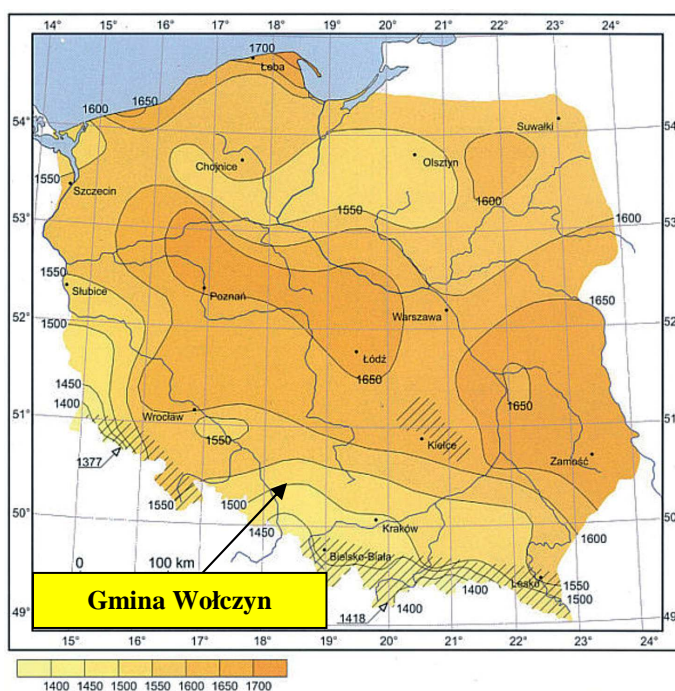 14° 15° 16° 17° 18° 19° 20° 21° 22° 23° 24°
1700
Łeba
1650
1600
54°
Suwałki
54
Chojnice
Olsztyn
1550
Szczecin
1600
1550
53°
1600
53
1550
Słubice
1650
Poznań
Warszawa
1500
52°
52
Łódź
1450
1650
1650
1400
51°
Wrocław
51
1550
Kielce
1377
Zamość
1550
1500
50°
50
1450
Kraków
1600
Bielsko-Biała
0 100 km
Lesko
1550
1400
1500
Gmina Wołczyn
1400
49°
1418
49
15° 16° 17° 18° 19° 20° 21° 22° 23° 24°
1400 1450 1500 1550 1600 1650 1700